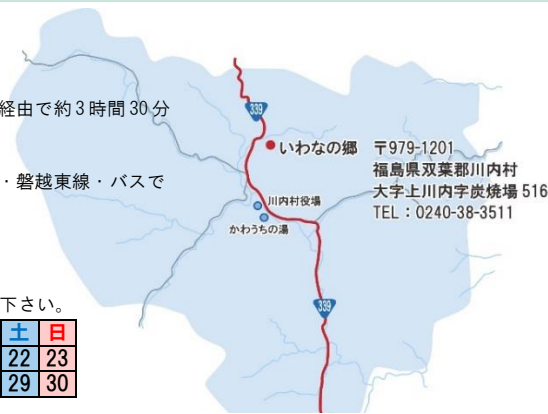 経由で約3時間30分
・磐越東線・バスで
下さい。
土 日
22 23
29 30
339
いわなの郷
〒979-1201
福島県双葉郡川内村
大字上川内字炭焼場 516
TEL:0240-38-3511
川内村役場
かわうちの湯
339